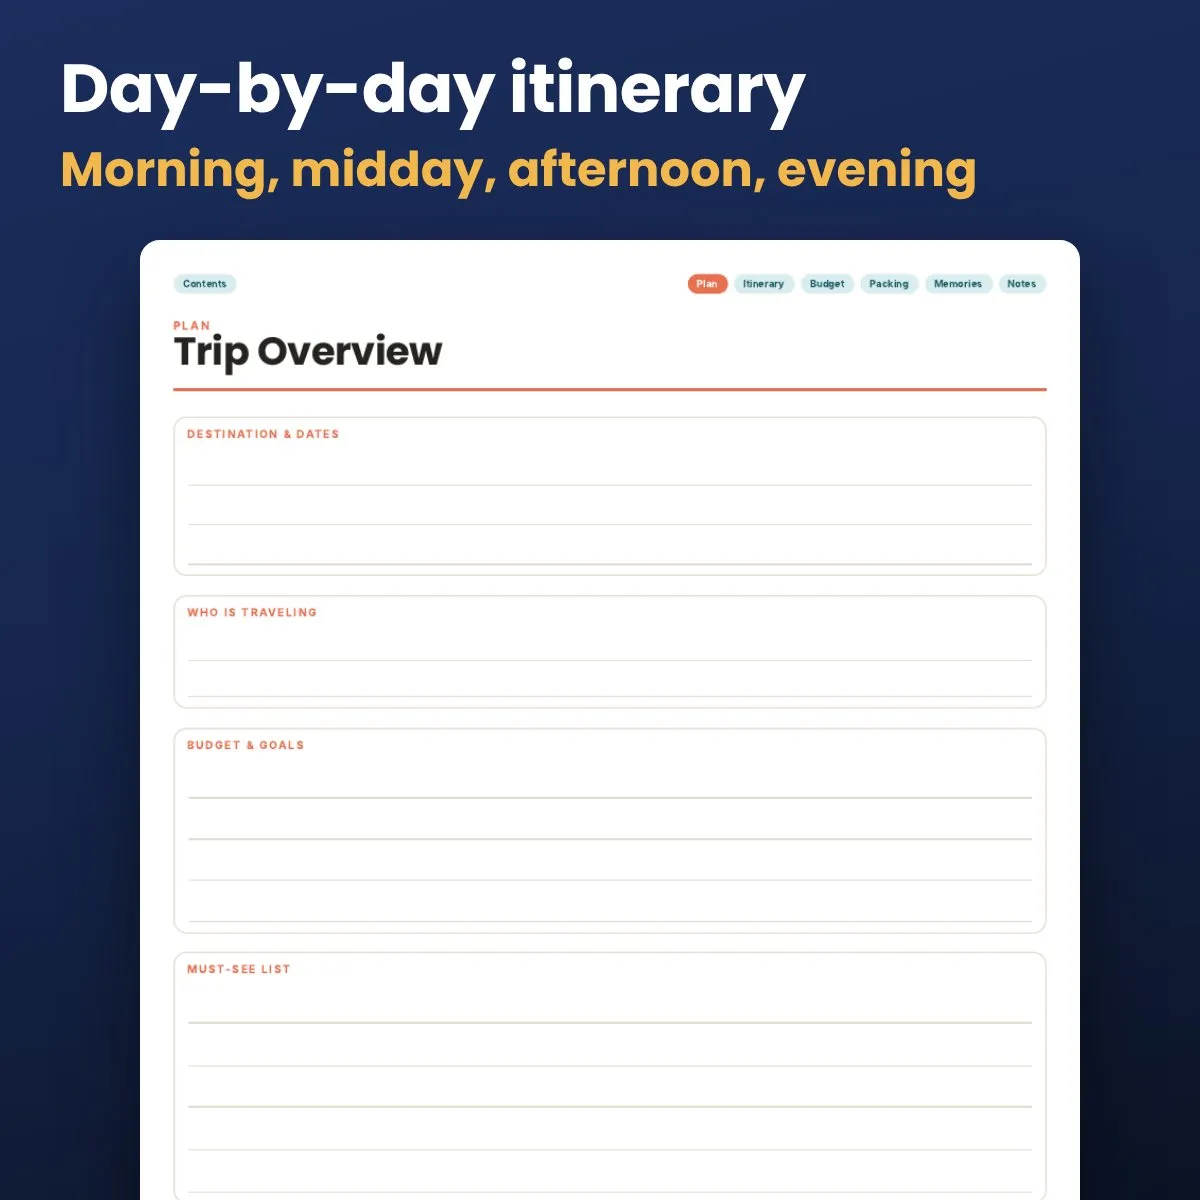 Day-by-day itinerary
Morning, midday, afternoon, evening
Contents Plan Itinerary Budget Packing Memories Notes
PLAN
Trip Overview
DESTINATION & DATES
WHO IS TRAVELING
BUDGET & GOALS
MUST-SEE LIST